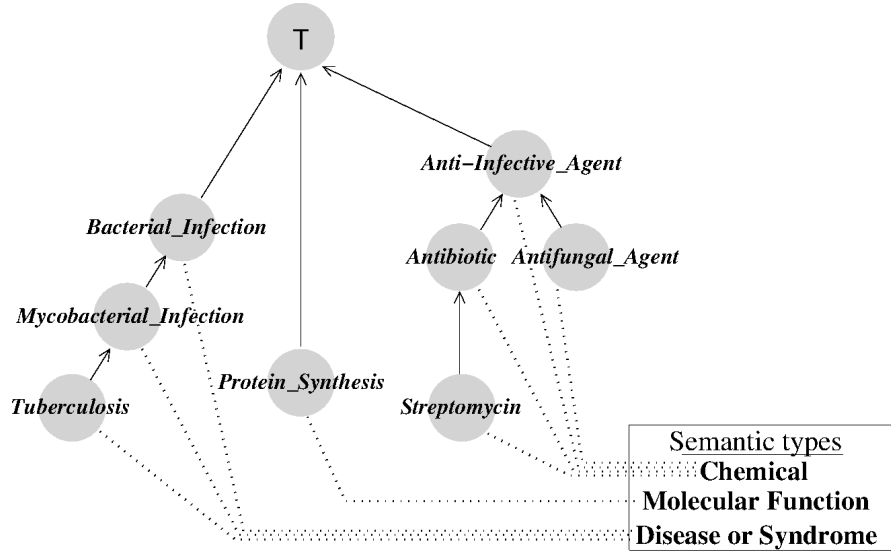 T
Anti-Infective_Agent
Bacterial_Infection
Antibiotic
Antifungal_Agent
Mycobacterial_Infection
Protein_Synthesis
Tuberculosis
Streptomycin
Semantic types
Chemical
Molecular Function
Disease or Syndrome